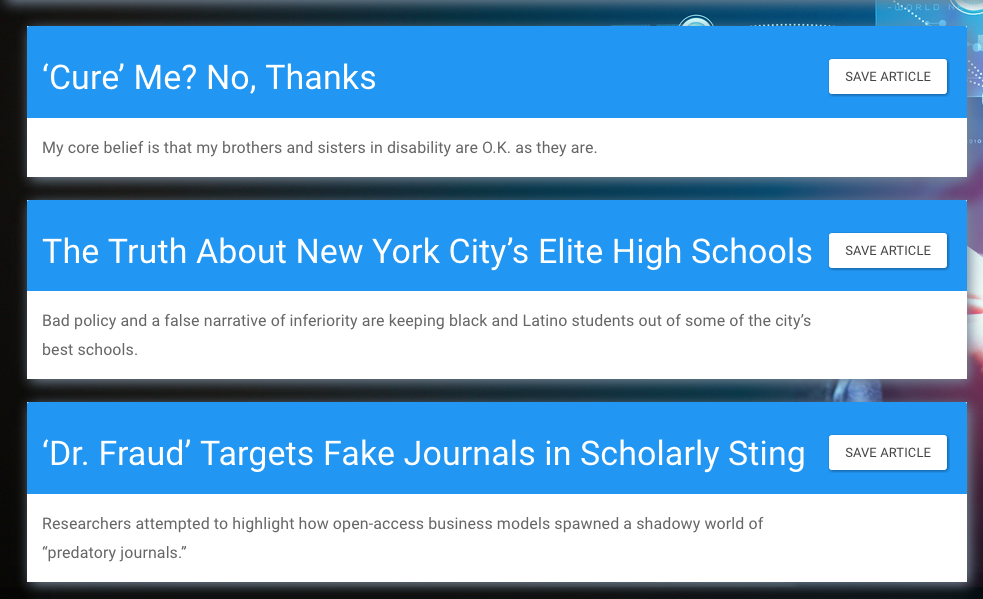 WORLD
‘Cure’ Me? No, Thanks
SAVE ARTICLE
My core belief is that my brothers and sisters in disability are O.K. as they are.
The Truth About New York City’s Elite High Schools
SAVE ARTICLE
Bad policy and a false narrative of inferiority are keeping black and Latino students out of some of the city’s
best schools.
‘Dr. Fraud’ Targets Fake Journals in Scholarly Sting
SAVE ARTICLE
Researchers attempted to highlight how open-access business models spawned a shadowy world of
“predatory journals.”